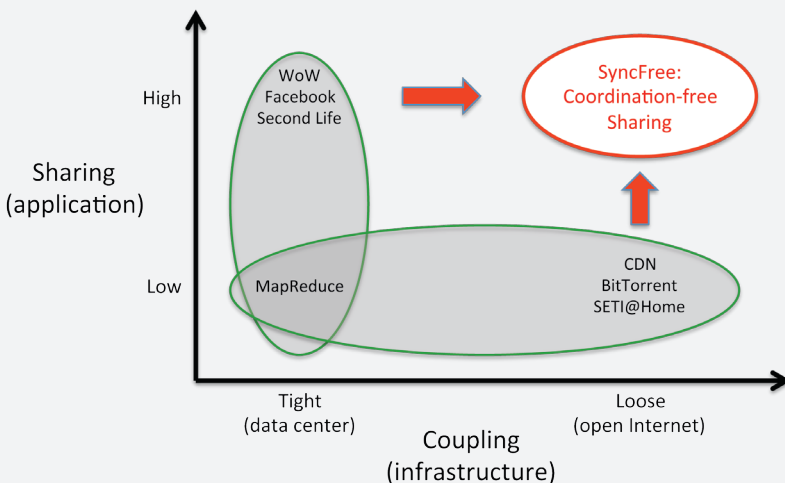 WoW
Facebook
Second Life
SyncFree:
Coordination-free
Sharing
High
Sharing
(application)
Low
MapReduce
CDN
BitTorrent
SETI@Home
Tight
(data center)
Loose
(open Internet)
Coupling
(infrastructure)